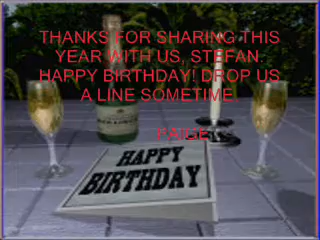 THANKS FOR SHARING THIS
YEAR WITH US, STEFAN.
HAPPY BIRTHDAY! DROP US
A LINE SOMETIME.
PAIGE
HAPPY
BIRTHDAY